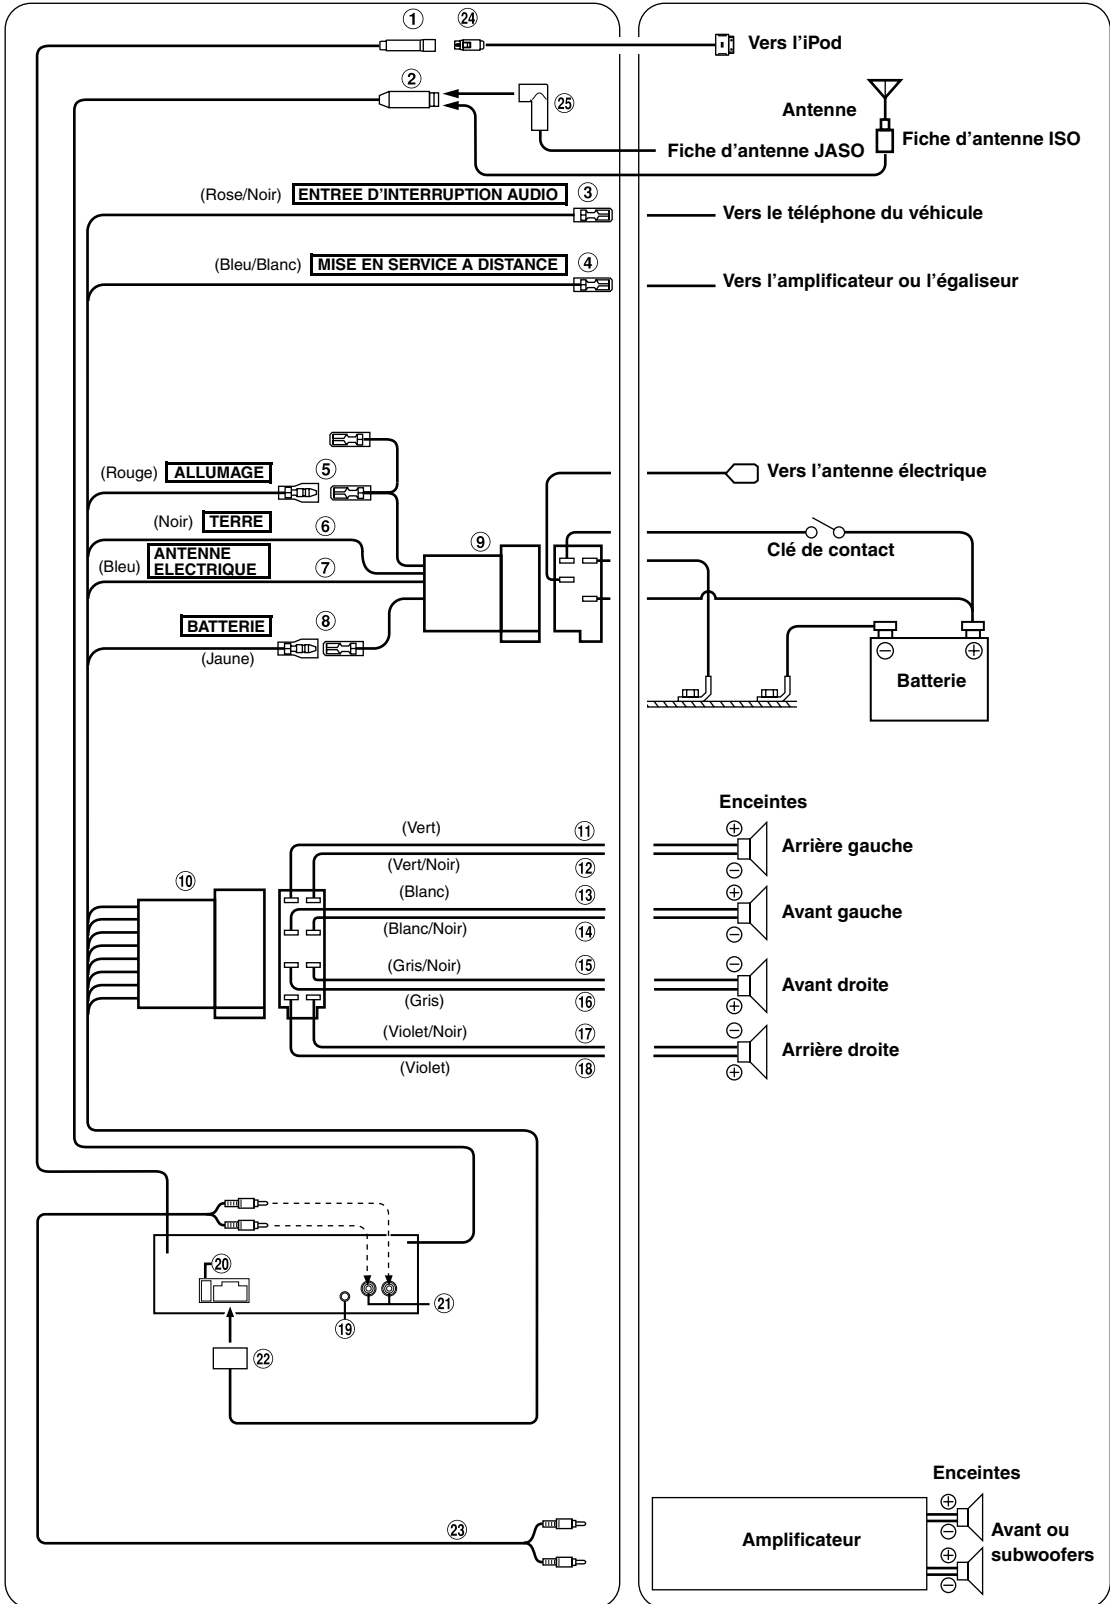 ① ㉔
Vers l'iPod
②
㉕
Antenne
Fiche d'antenne ISO
Fiche d'antenne JASO
(Rose/Noir) ENTREE D'INTERRUPTION AUDIO ③
Vers le téléphone du véhicule
(Bleu/Blanc) MISE EN SERVICE A DISTANCE ④
Vers l'amplificateur ou l'égaliseur
(Rouge) ALLUMAGE ⑤
Vers l'antenne électrique
(Noir) TERRE ⑥
⑨
Clé de contact
(Bleu) ANTENNE
ELECTRIQUE ⑦
BATTERIE ⑧
(Jaune)
⊖ ⊕
Batterie
Enceintes
(Vert) ⑪ ⊕
Arrière gauche
(Vert/Noir) ⑫ ⊖
⑩
(Blanc) ⑬ ⊕
Avant gauche
(Blanc/Noir) ⑭ ⊖
(Gris/Noir) ⑮ ⊖
Avant droite
(Gris) ⑯ ⊕
(Violet/Noir) ⑰ ⊖
Arrière droite
(Violet) ⑱ ⊕
⑳
㉑
⑲
㉒
Enceintes
㉓
Amplificateur
⊕
⊖
⊕
⊖
Avant ou
subwoofers